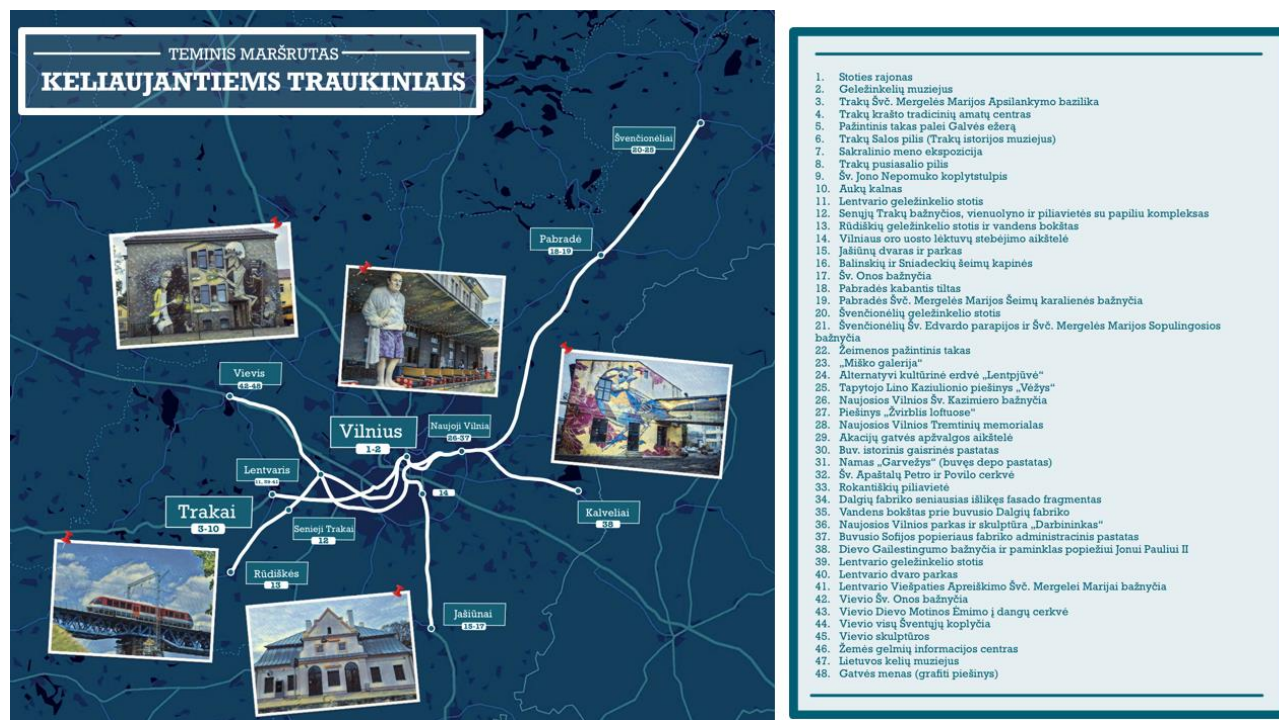 TEMINIS MARŠRUTAS
KELIAUJANTIEMS TRAUKINIAIS
Švenčionėliai
20-25
Pabradė
18-19
Vievis
42-48
Vilnius
1-2
Naujoji Vilnia
26-37
Lentvaris
11, 39-41
14
Trakai
3-10
Senieji Trakai
12
Kalveliai
38
Rūdiškės
13
Jašiūnai
15-17
1. Stoties rajonas
2. Geležinkelių muziejus
3. Trakų Švč. Mergelės Marijos Apsilankymo bazilika
4. Trakų krašto tradicinių amatų centras
5. Pažintinis takas palei Galvės ežerą
6. Trakų Salos pilis (Trakų istorijos muziejus)
7. Sakralinio meno ekspozicija
8. Trakų pusiasalio pilis
9. Šv. Jono Nepomuko koplytstulpis
10. Aukų kalnas
11. Lentvario geležinkelio stotis
12. Senųjų Trakų bažnyčios, vienuolyno ir piliavietės su papiliu kompleksas
13. Rūdiškių geležinkelio stotis ir vandens bokštas
14. Vilniaus oro uosto lėktuvų stebėjimo aikštelė
15. Jašiūnų dvaras ir parkas
16. Balinskių ir Sniadeckių šeimų kapinės
17. Šv. Onos bažnyčia
18. Pabradės kabantis tiltas
19. Pabradės Švč. Mergelės Marijos Šeimų karalienės bažnyčia
20. Švenčionėlių geležinkelio stotis
21. Švenčionėlių Šv. Edvardo parapijos ir Švč. Mergelės Marijos Sopulingosios
bažnyčia
22. Žeimenos pažintinis takas
23. „Miško galerija“
24. Alternatyvi kultūrinė erdvė „Lentpjūvė“
25. Tapytojo Lino Kaziulionio piešinys „Vėžys“
26. Naujosios Vilnios Šv. Kazimiero bažnyčia
27. Piešinys „Žvirblis loftuose“
28. Naujosios Vilnios Tremtinių memorialas
29. Akacijų gatvės apžvalgos aikštelė
30. Buv. istorinis gaisrinės pastatas
31. Namas „Garvežys“ (buvęs depo pastatas)
32. Šv. Apaštalų Petro ir Povilo cerkvė
33. Rokantiškių piliavietė
34. Dalgių fabriko seniausias išlikęs fasado fragmentas
35. Vandens bokštas prie buvusio Dalgių fabriko
36. Naujosios Vilnios parkas ir skulptūra „Darbininkas“
37. Buvusio Sofijos popieriaus fabriko administracinis pastatas
38. Dievo Gailestingumo bažnyčia ir paminklas popiežiui Jonui Pauliui II
39. Lentvario geležinkelio stotis
40. Lentvario dvaro parkas
41. Lentvario Viešpaties Apreiškimo Švč. Mergelei Marijai bažnyčia
42. Vievio Šv. Onos bažnyčia
43. Vievio Dievo Motinos Ėmimo į dangų cerkvė
44. Vievio visų Šventųjų koplyčia
45. Vievio skulptūros
46. Žemės gelmių informacijos centras
47. Lietuvos kelių muziejus
48. Gatvės menas (grafiti piešinys)